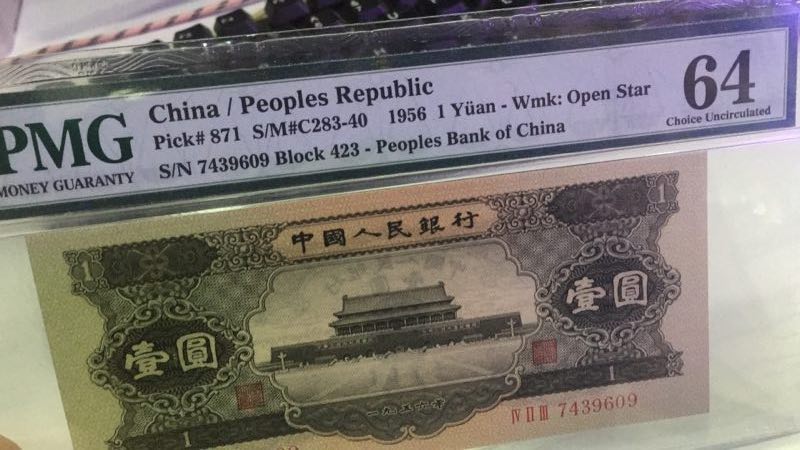 China / Peoples Republic
Pick# 871 S/M#C283-40 1956 1 Yüan - Wmk: Open Star
S/N 7439609 Block 423 - Peoples Bank of China
PMG
MONEY GUARANTY
64
Choice Uncirculated
中國人民銀行
1
1
壹圓
壹圓
一九五六年
1
1
IV II III 7439609